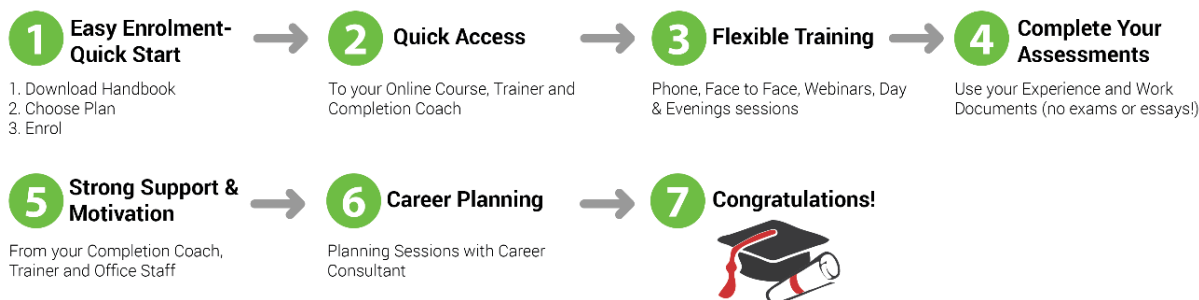 1 Easy Enrolment-
Quick Start
1. Download Handbook
2. Choose Plan
3. Enrol
2 Quick Access
To your Online Course, Trainer and
Completion Coach
3 Flexible Training
Phone, Face to Face, Webinars, Day
& Evenings sessions
4 Complete Your
Assessments
Use your Experience and Work
Documents (no exams or essays!)
5 Strong Support &
Motivation
From your Completion Coach,
Trainer and Office Staff
6 Career Planning
Planning Sessions with Career
Consultant
7 Congratulations!